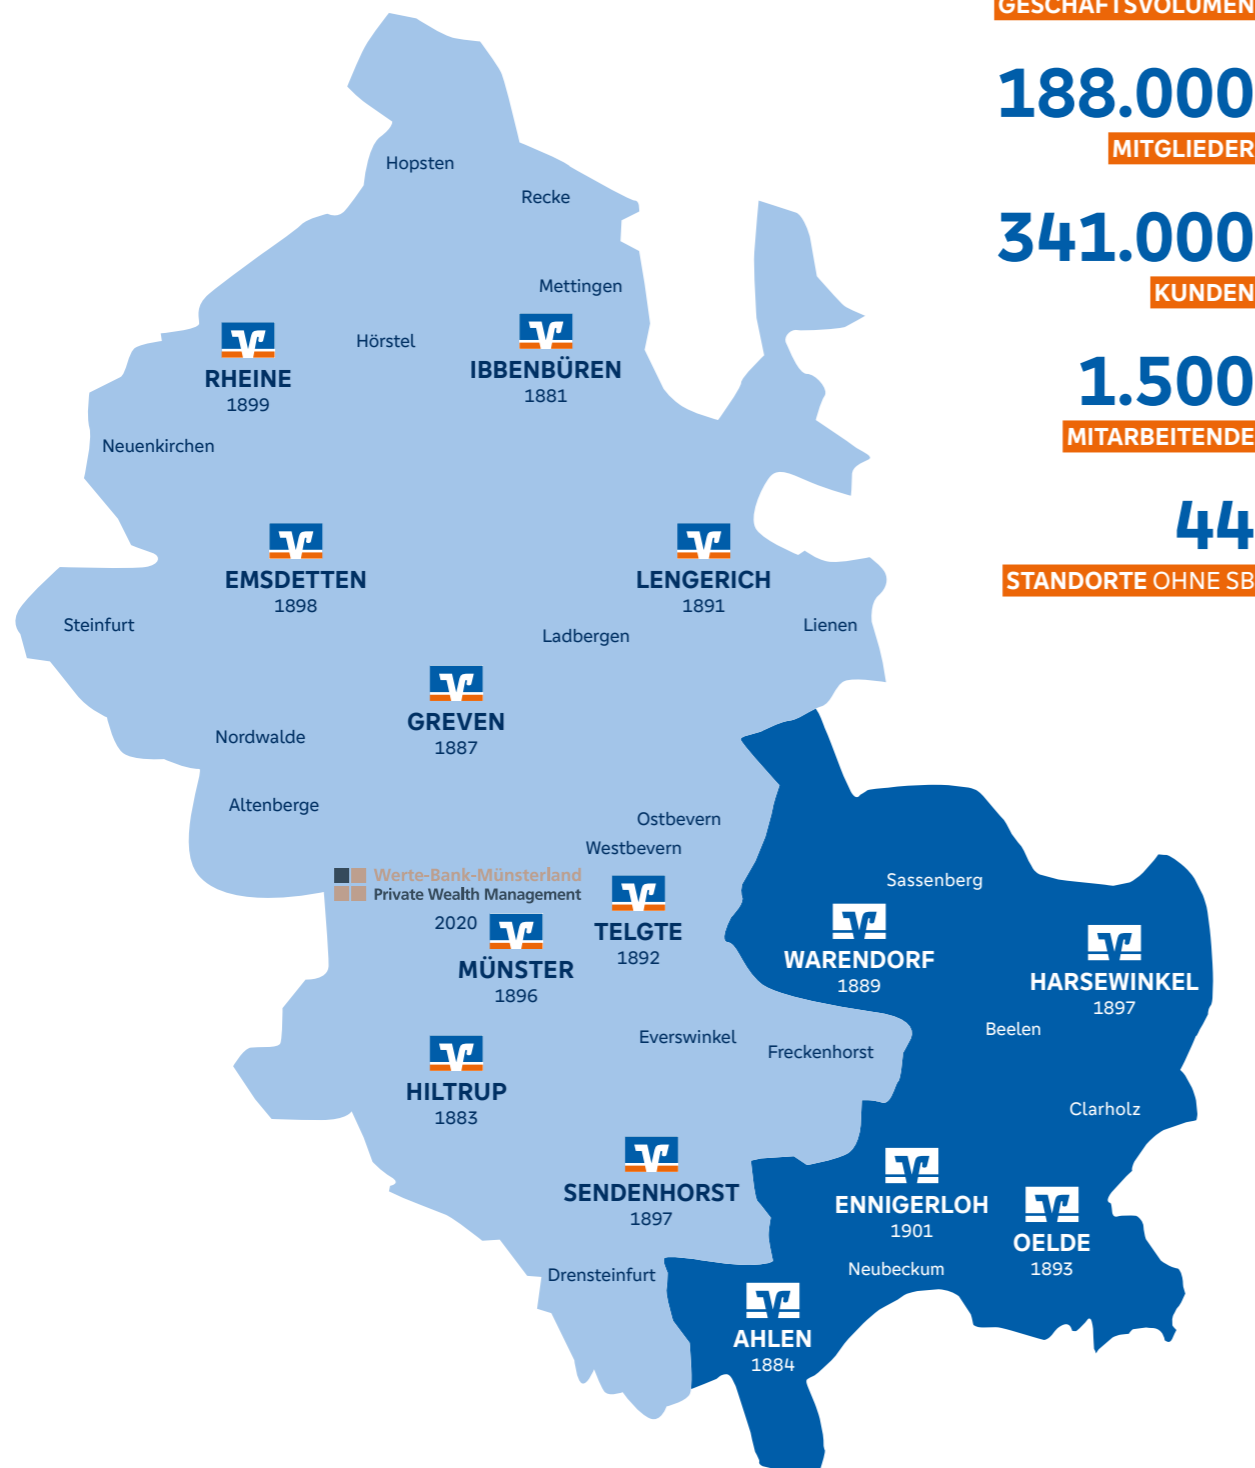 GESCHÄFTSVOLUMEN
188.000
MITGLIEDER
341.000
KUNDEN
1.500
MITARBEITENDE
44
STANDORTE OHNE SB
Hopsten
Recke
Mettingen
Hörstel
IBBENBÜREN
1881
RHEINE
1899
Neuenkirchen
EMSDETTEN
1898
LENGERICH
1891
Steinfurt
Ladbergen
Lienen
GREVEN
1887
Nordwalde
Altenberge
Ostbevern
Westbevern
Werte-Bank-Münsterland
Private Wealth Management
2020
TELGTE
1892
MÜNSTER
1896
Sassenberg
WARENDORF
1889
HARSEWINKEL
1897
Beelen
Everswinkel
Freckenhorst
HILTRUP
1883
Clarholz
SENDENHORST
1897
ENNIGERLOH
1901
OELDE
1893
Drensteinfurt
Neubeckum
AHLEN
1884